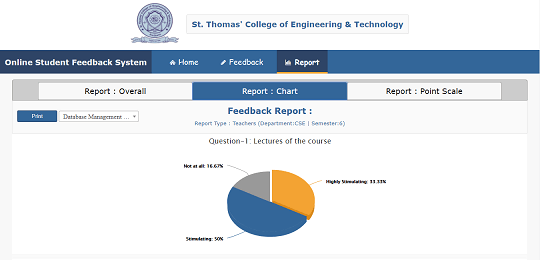 St. Thomas' College of Engineering & Technology
Online Student Feedback System
Home
Feedback
Report
Report : Overall
Report : Chart
Report : Point Scale
Feedback Report :
Print
Database Management ...
Report Type : Teachers (Department:CSE | Semester:6)
Question-1: Lectures of the course
Not at all: 16.67%
Highly Stimulating: 33.33%
Stimulating: 50%